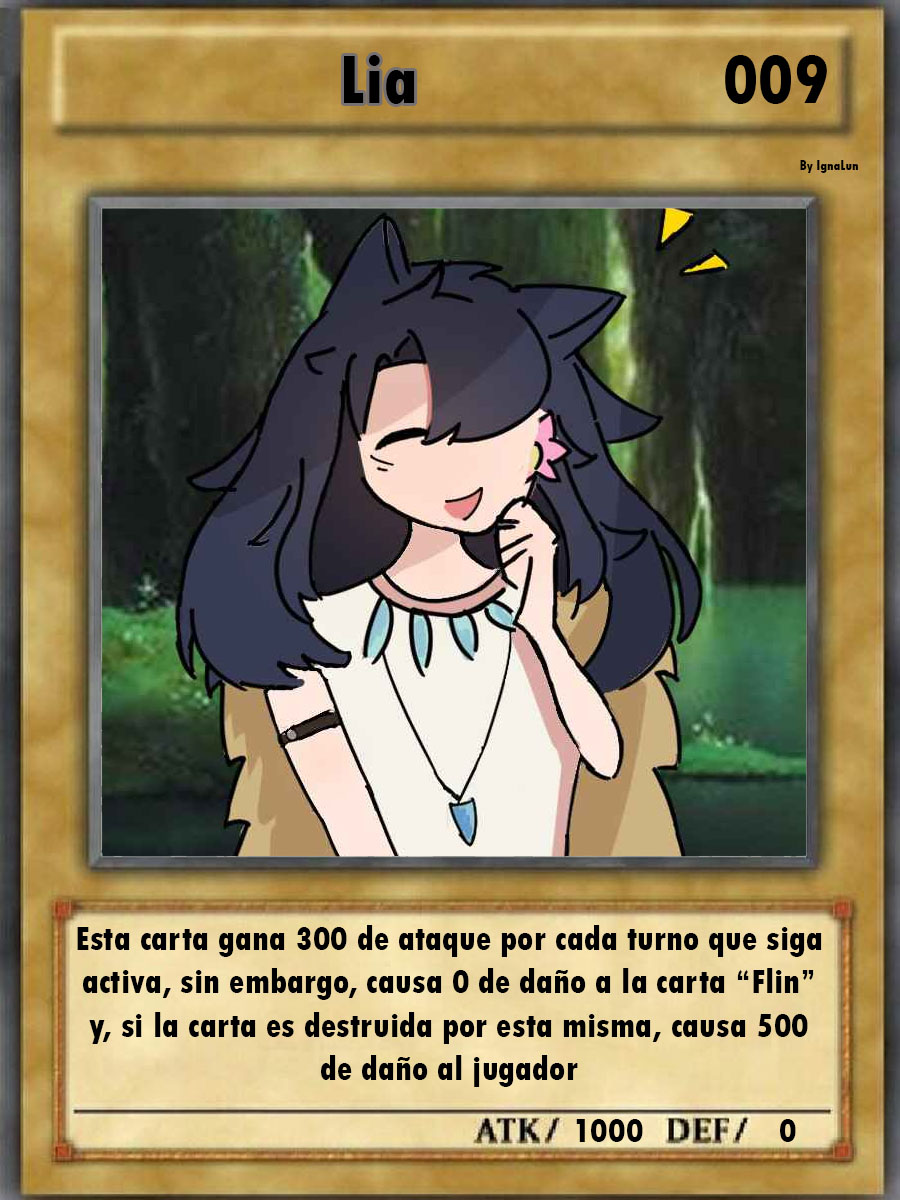 Lia 009
By IgnaLun
Esta carta gana 300 de ataque por cada turno que siga
activa, sin embargo, causa 0 de daño a la carta “Flin”
y, si la carta es destruida por esta misma, causa 500
de daño al jugador
ATK/ 1000 DEF/ 0